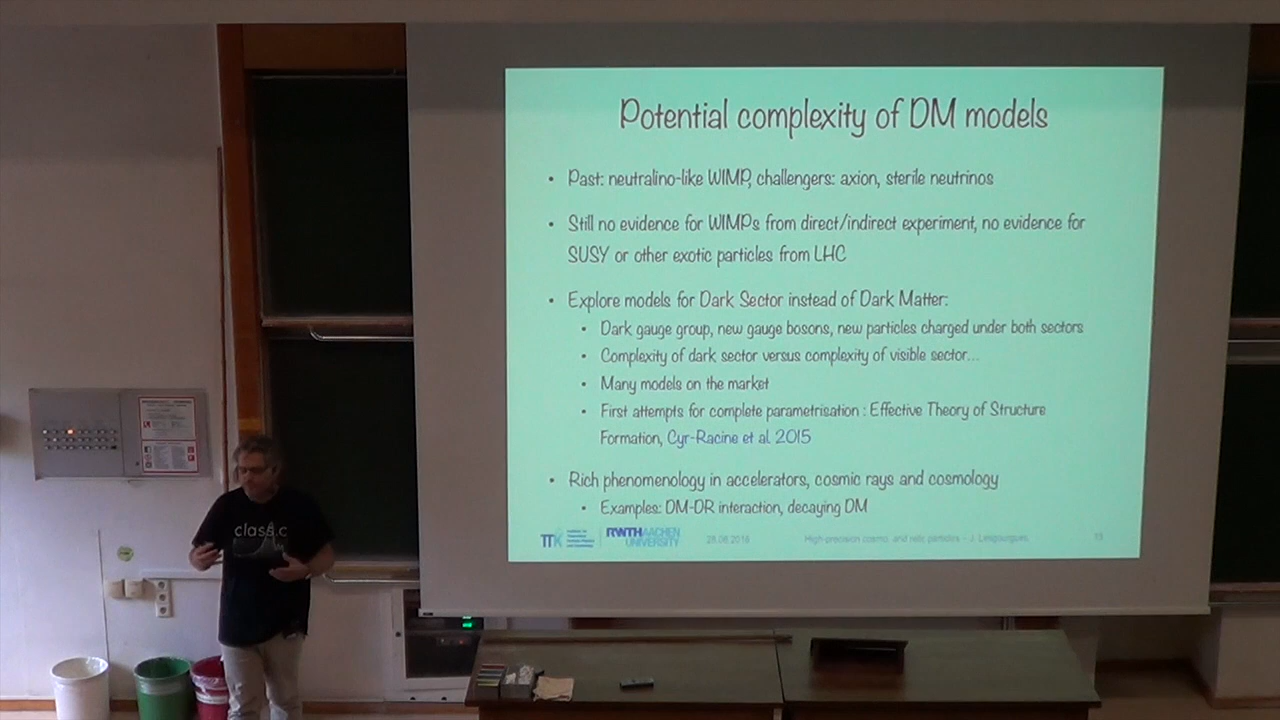 Potential complexity of DM models
• Past: neutralino-like WIMP, challengers: axion, sterile neutrinos
• Still no evidence for WIMPs from direct/indirect experiment, no evidence for
SUSY or other exotic particles from LHC
• Explore models for Dark Sector instead of Dark Matter:
• Dark gauge group, new gauge bosons, new particles charged under both sectors
• Complexity of dark sector versus complexity of visible sector...
• Many models on the market
• First attempts for complete parametrisation : Effective Theory of Structure
Formation, Cyr-Racine et al. 2015
• Rich phenomenology in accelerators, cosmic rays and cosmology
• Examples: DM-DR interaction, decaying DM
TTK
RWTH AACHEN
UNIVERSITY
28.06.2016
High-precision cosmo. and relic particles - J. Lesgourgues
class.c